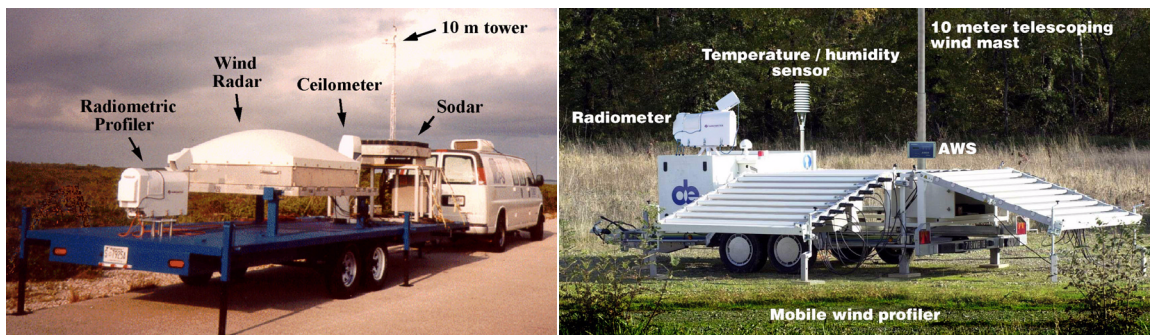 10 m tower
Wind
Radar
Ceilometer
Radiometric
Profiler
Sodar
10 meter telescoping
wind mast
Temperature / humidity
sensor
Radiometer
AWS
de
Mobile wind profiler